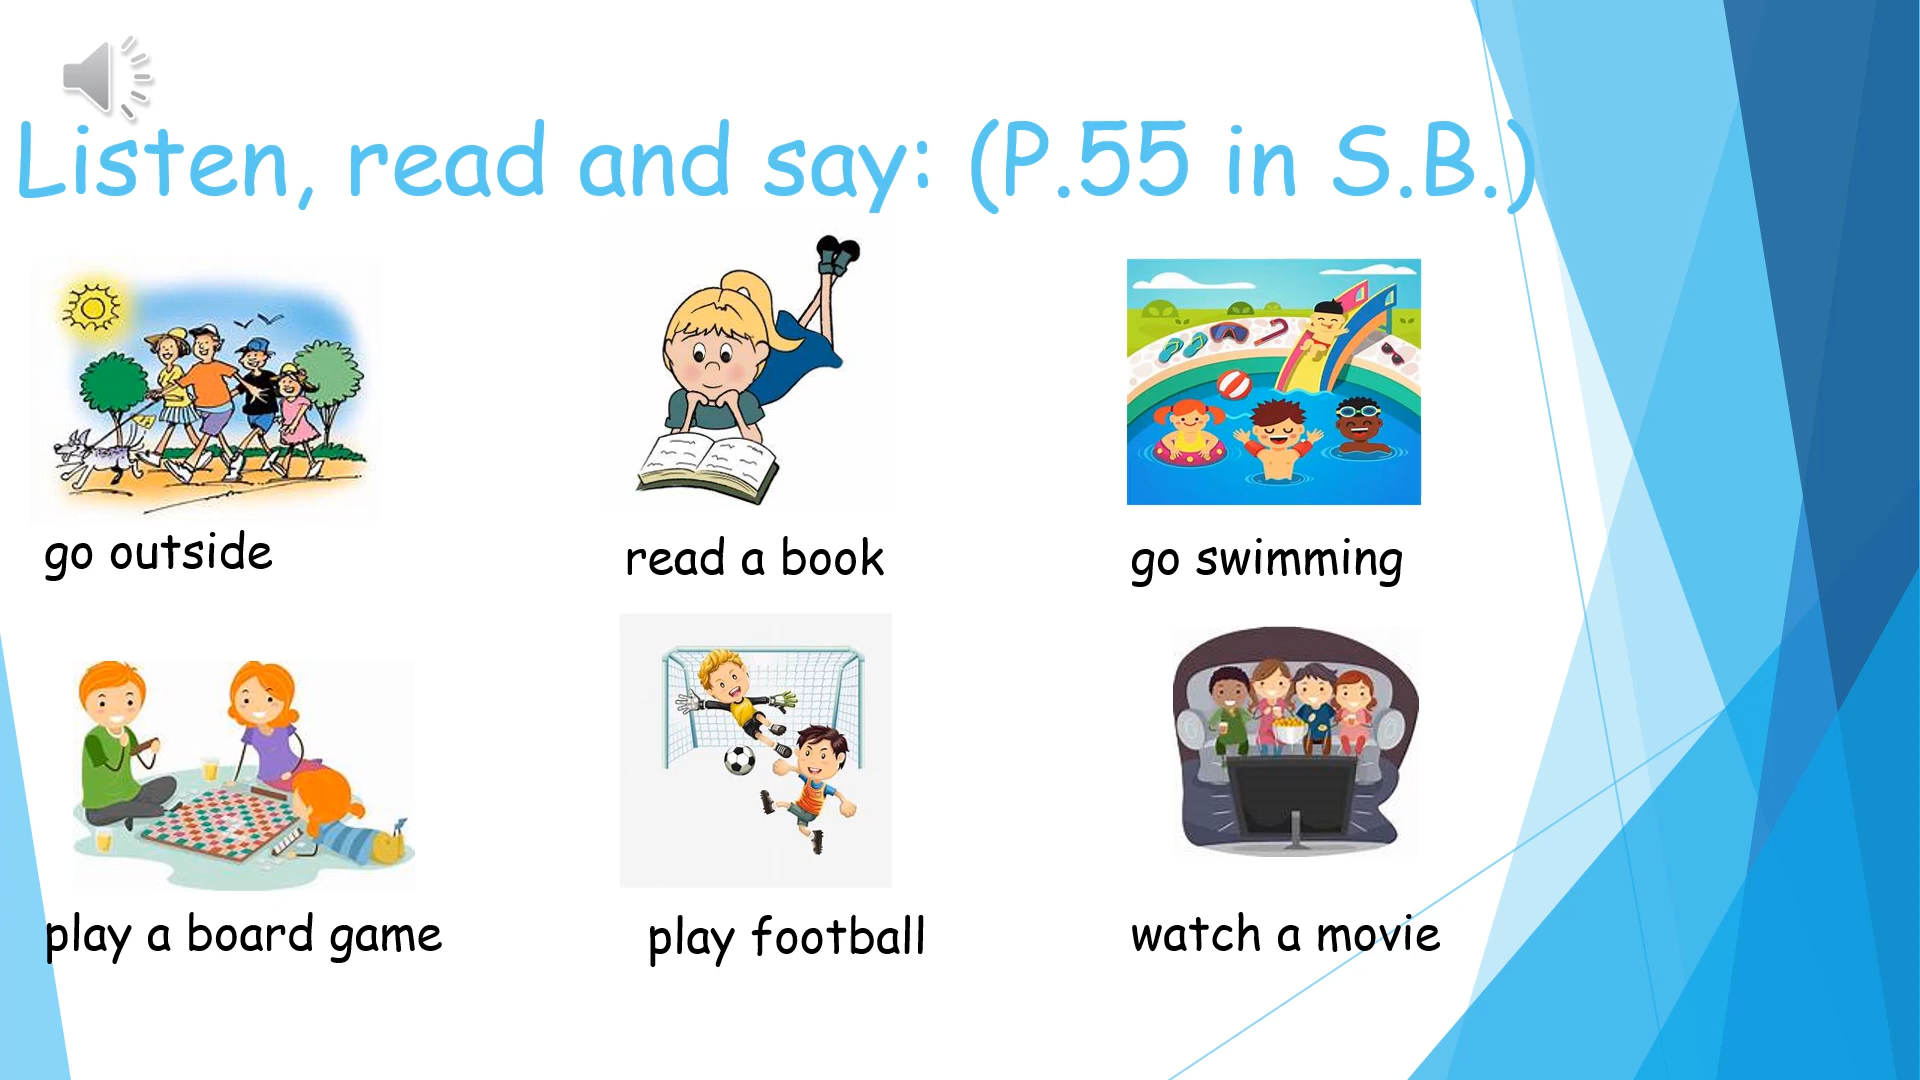 Listen, read and say: (P.55 in S.B.)
go outside
read a book
go swimming
play a board game
play football
watch a movie